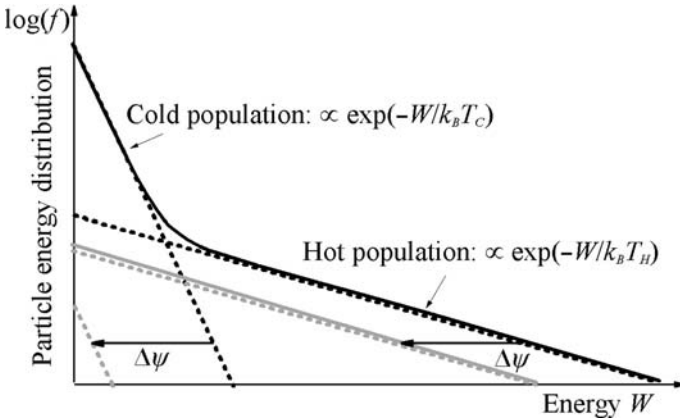 log(f)
Cold population: ∝ exp(−W/k_BT_C)
Particle energy distribution
Hot population: ∝ exp(−W/k_BT_H)
Δψ
Δψ
Energy W